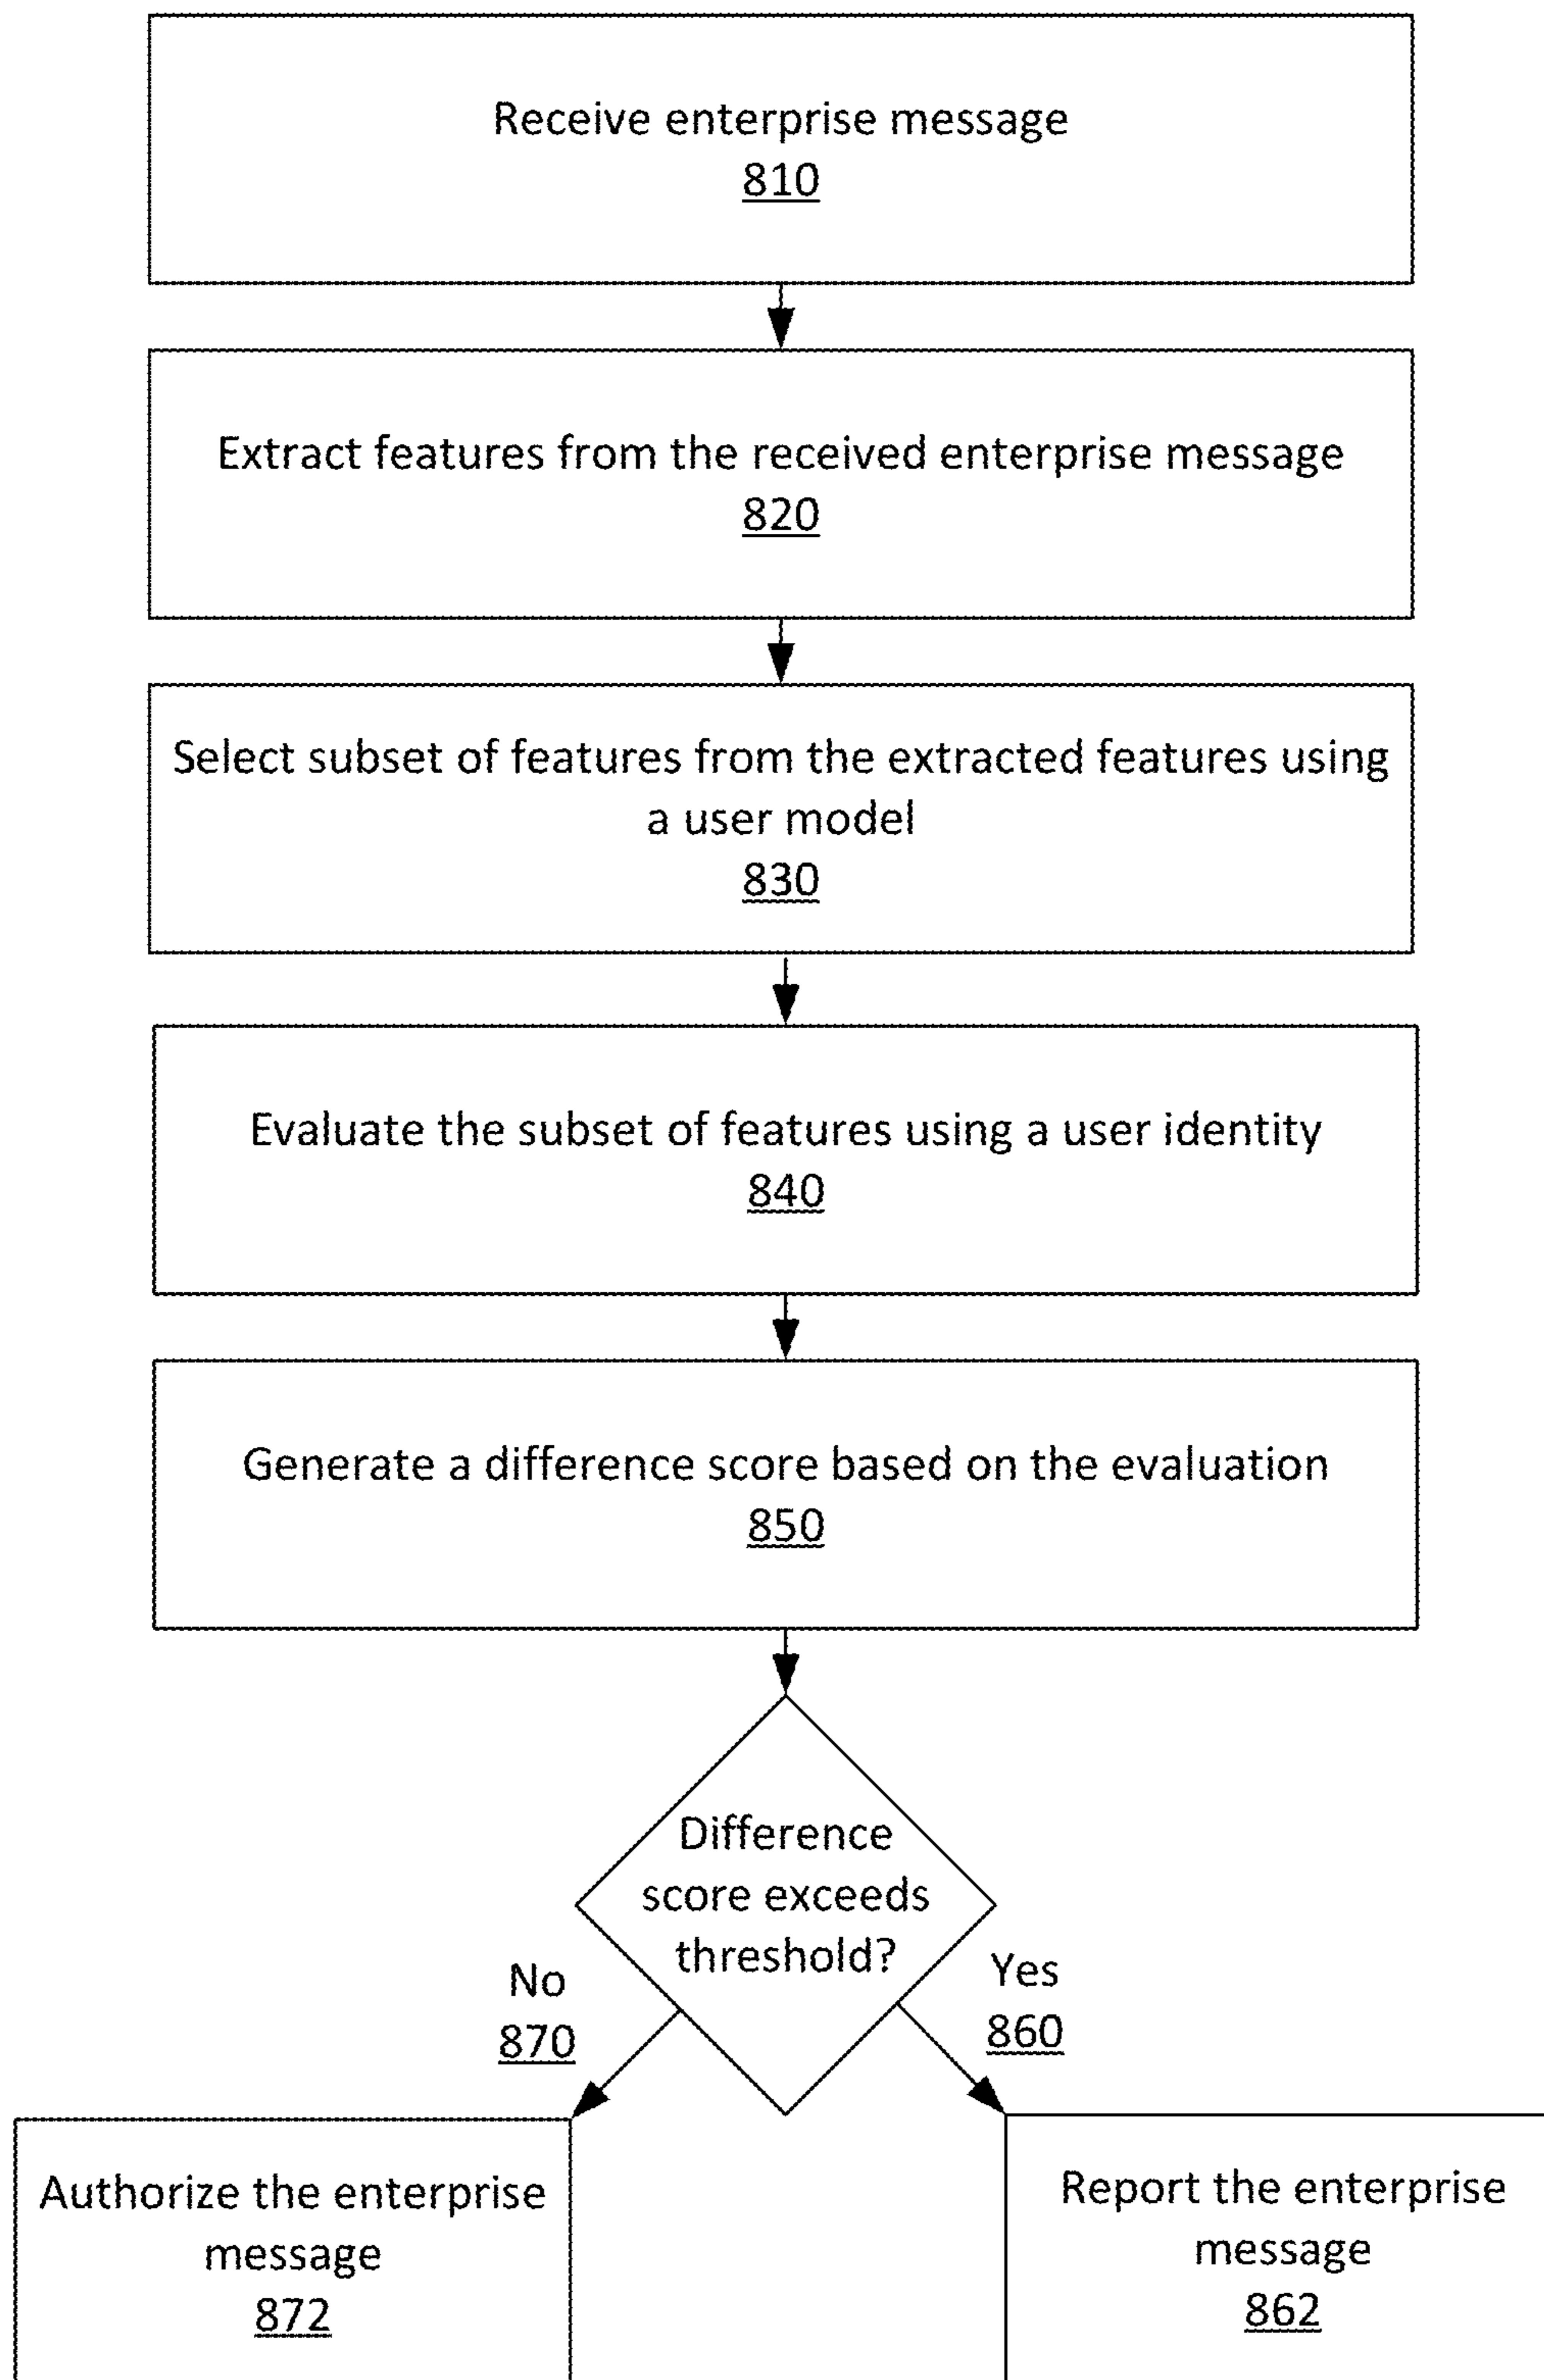 Receive enterprise message
810
Extract features from the received enterprise message
820
Select subset of features from the extracted features using
a user model
830
Evaluate the subset of features using a user identity
840
Generate a difference score based on the evaluation
850
Difference
score exceeds
threshold?
No
870
Yes
860
Authorize the enterprise
message
872
Report the enterprise
message
862